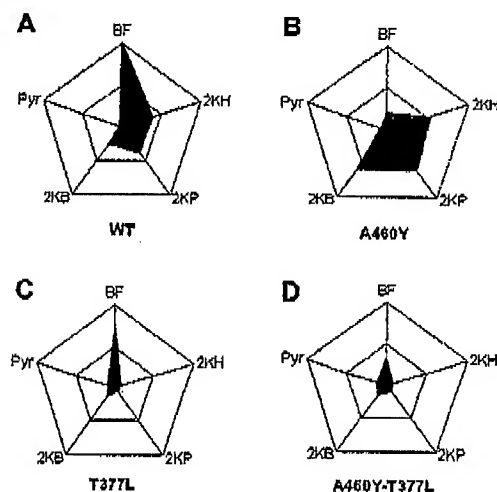 A
BF
Pyr
2KH
2KB
2KP
WT
B
BF
Pyr
2KH
2KB
2KP
A460Y
C
BF
Pyr
2KH
2KB
2KP
T377L
D
BF
Pyr
2KH
2KB
2KP
A460Y-T377L